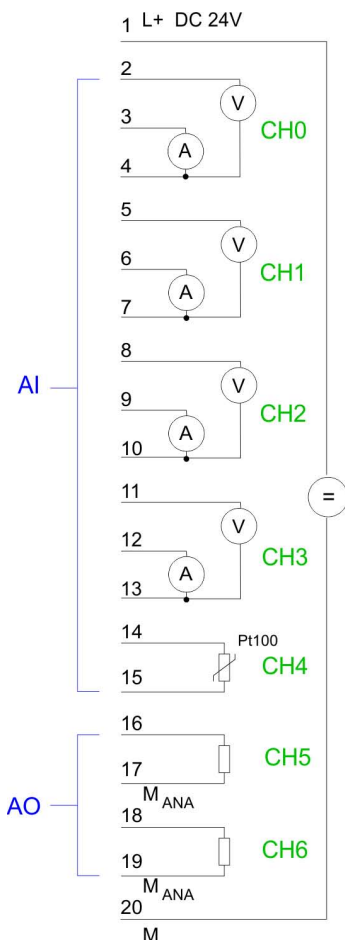 1 L+ DC 24V
2
V
CH0
3
A
4
5
V
CH1
6
A
7
8
V
CH2
AI
9
A
10
11
=
V
12
CH3
A
13
14
Pt100
CH4
15
16
CH5
17
M ANA
AO
18
CH6
19
M ANA
20
M